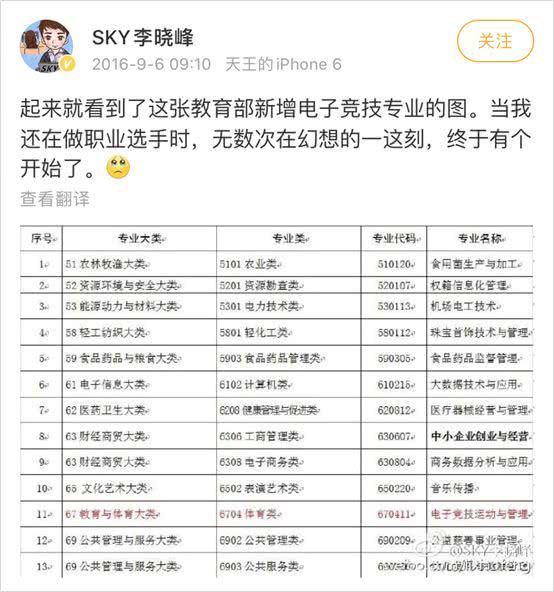 SKY李晓峰
2016-9-6 09:10 天王的iPhone 6
关注
起来就看到了这张教育部新增电子竞技专业的图。当我
还在做职业选手时，无数次在幻想的一这刻，终于有个
开始了。🥺
查看翻译
序号 专业大类 专业类 专业代码 专业名称
1 51 农林牧渔大类 5101 农业类 510120 食用菌生产与加工
2 52 资源环境与安全大类 5201 资源勘查类 520107 权籍信息化管理
3 53 能源动力与材料大类 5301 电力技术类 530113 机场电工技术
4 58 轻工纺织大类 5801 轻化工类 580112 珠宝首饰技术与管理
5 59 食品药品与粮食大类 5903 食品药品管理类 590305 食品药品监督管理
6 61 电子信息大类 6102 计算机类 610215 大数据技术与应用
7 62 医药卫生大类 6208 健康管理与促进类 620812 医疗器械经营与管理
8 63 财经商贸大类 6306 工商管理类 630607 中小企业创业与经营
9 63 财经商贸大类 6308 电子商务类 630804 商务数据分析与应用
10 65 文化艺术大类 6502 表演艺术类 650220 音乐传播
11 67 教育与体育大类 6704 体育类 670411 电子竞技运动与管理
12 69 公共管理与服务大类 6902 公共管理类 690209 公益慈善事业管理
13 69 公共管理与服务大类 6903 公共服务类
@SKY李晓峰